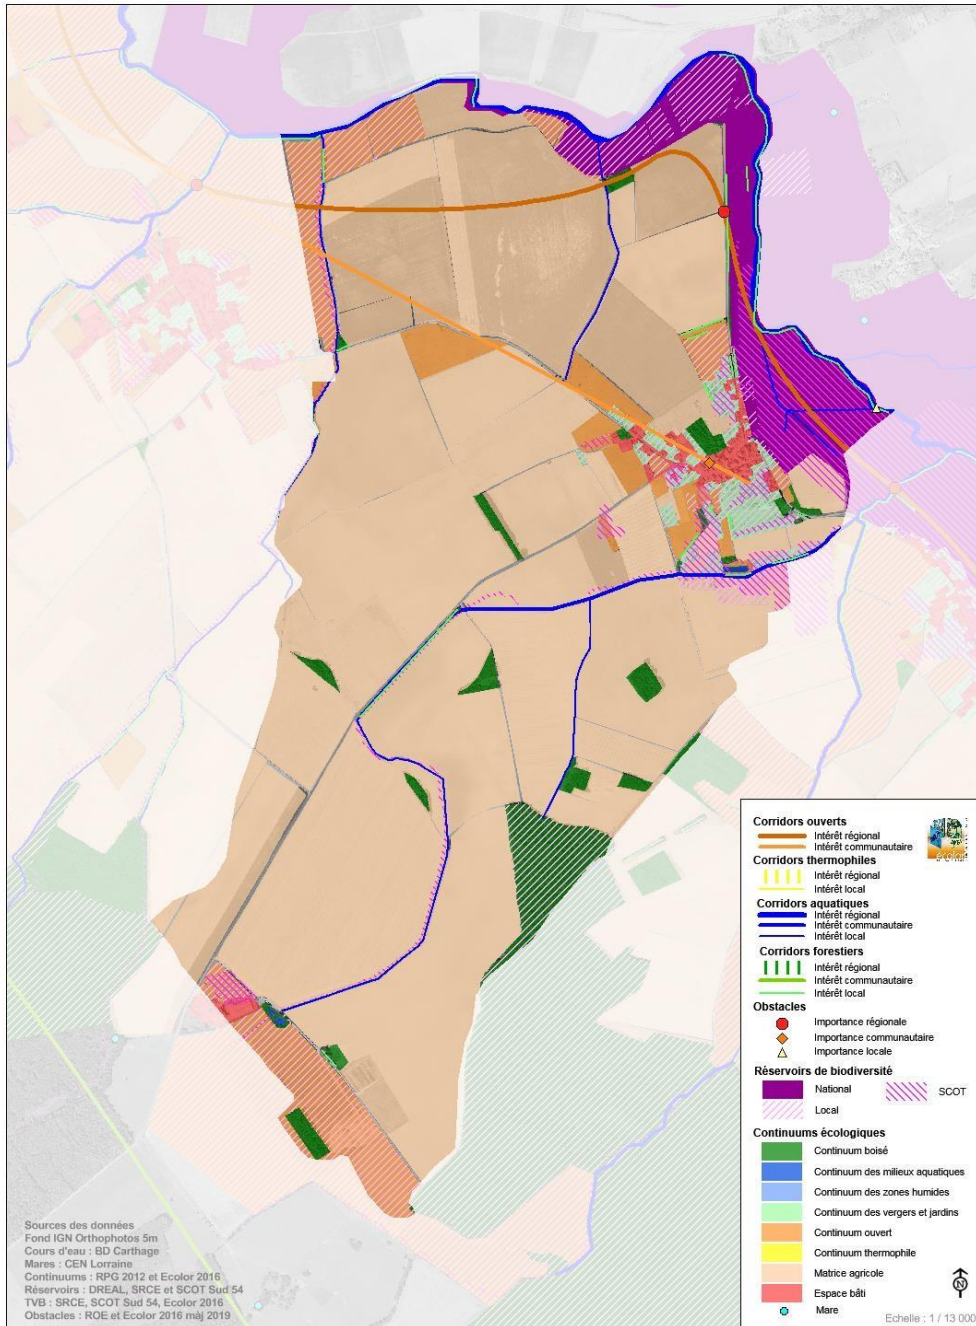 Corridors ouverts
Intérêt régional
Intérêt communautaire
Corridors thermophiles
Intérêt régional
Intérêt local
Corridors aquatiques
Intérêt régional
Intérêt communautaire
Intérêt local
Corridors forestiers
Intérêt régional
Intérêt communautaire
Intérêt local
Obstacles
Importance régionale
Importance communautaire
Importance locale
Réservoirs de biodiversité
National SCOT
Local
Continuums écologiques
Continuum boisé
Continuum des milieux aquatiques
Continuum des zones humides
Continuum des vergers et jardins
Continuum ouvert
Continuum thermophile
Matrice agricole
Espace bâti
Mare
ecolor
N
Echelle : 1 / 13 000
Sources des données
Fond IGN Orthophotos 5m
Cours d'eau : BD Carthage
Mares : CEN Lorraine
Continuums : RPG 2012 et Ecolor 2016
Réservoirs : DREAL, SRCE et SCOT Sud 54
TVB : SRCE, SCOT Sud 54, Ecolor 2016
Obstacles : ROE et Ecolor 2016 màj 2019